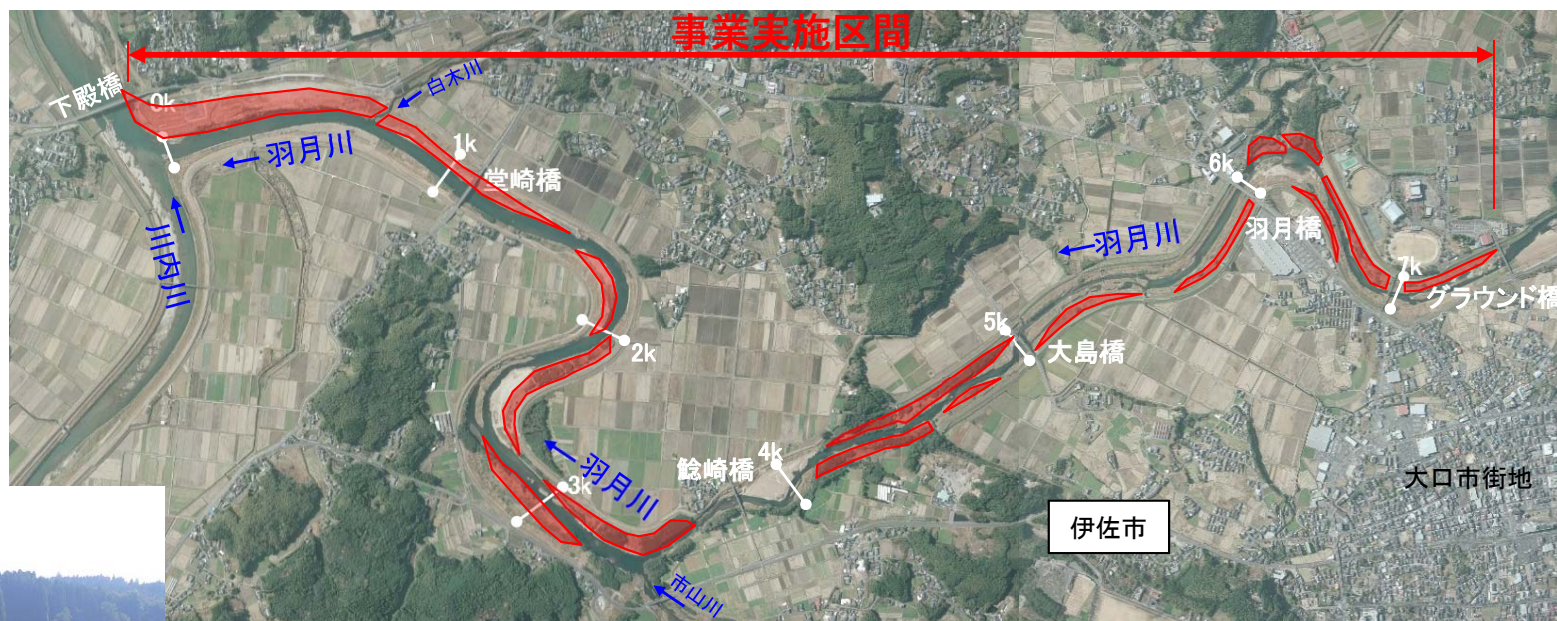 事業実施区間
下殿橋
0k
白木川
羽月川
1k
堂崎橋
川内川
2k
羽月川
3k
市山川
鯰崎橋
4k
5k
大島橋
羽月川
6k
羽月橋
7k
グラウンド橋
大口市街地
伊佐市